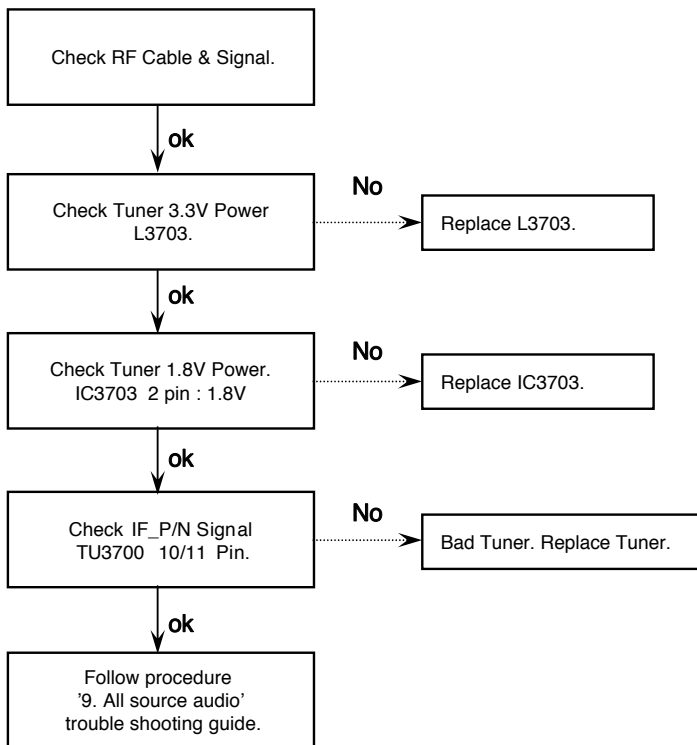 Check RF Cable & Signal.
ok
Check Tuner 3.3V Power
L3703.
No
Replace L3703.
ok
Check Tuner 1.8V Power.
IC3703 2 pin : 1.8V
No
Replace IC3703.
ok
Check IF_P/N Signal
TU3700 10/11 Pin.
No
Bad Tuner. Replace Tuner.
ok
Follow procedure
'9. All source audio'
trouble shooting guide.